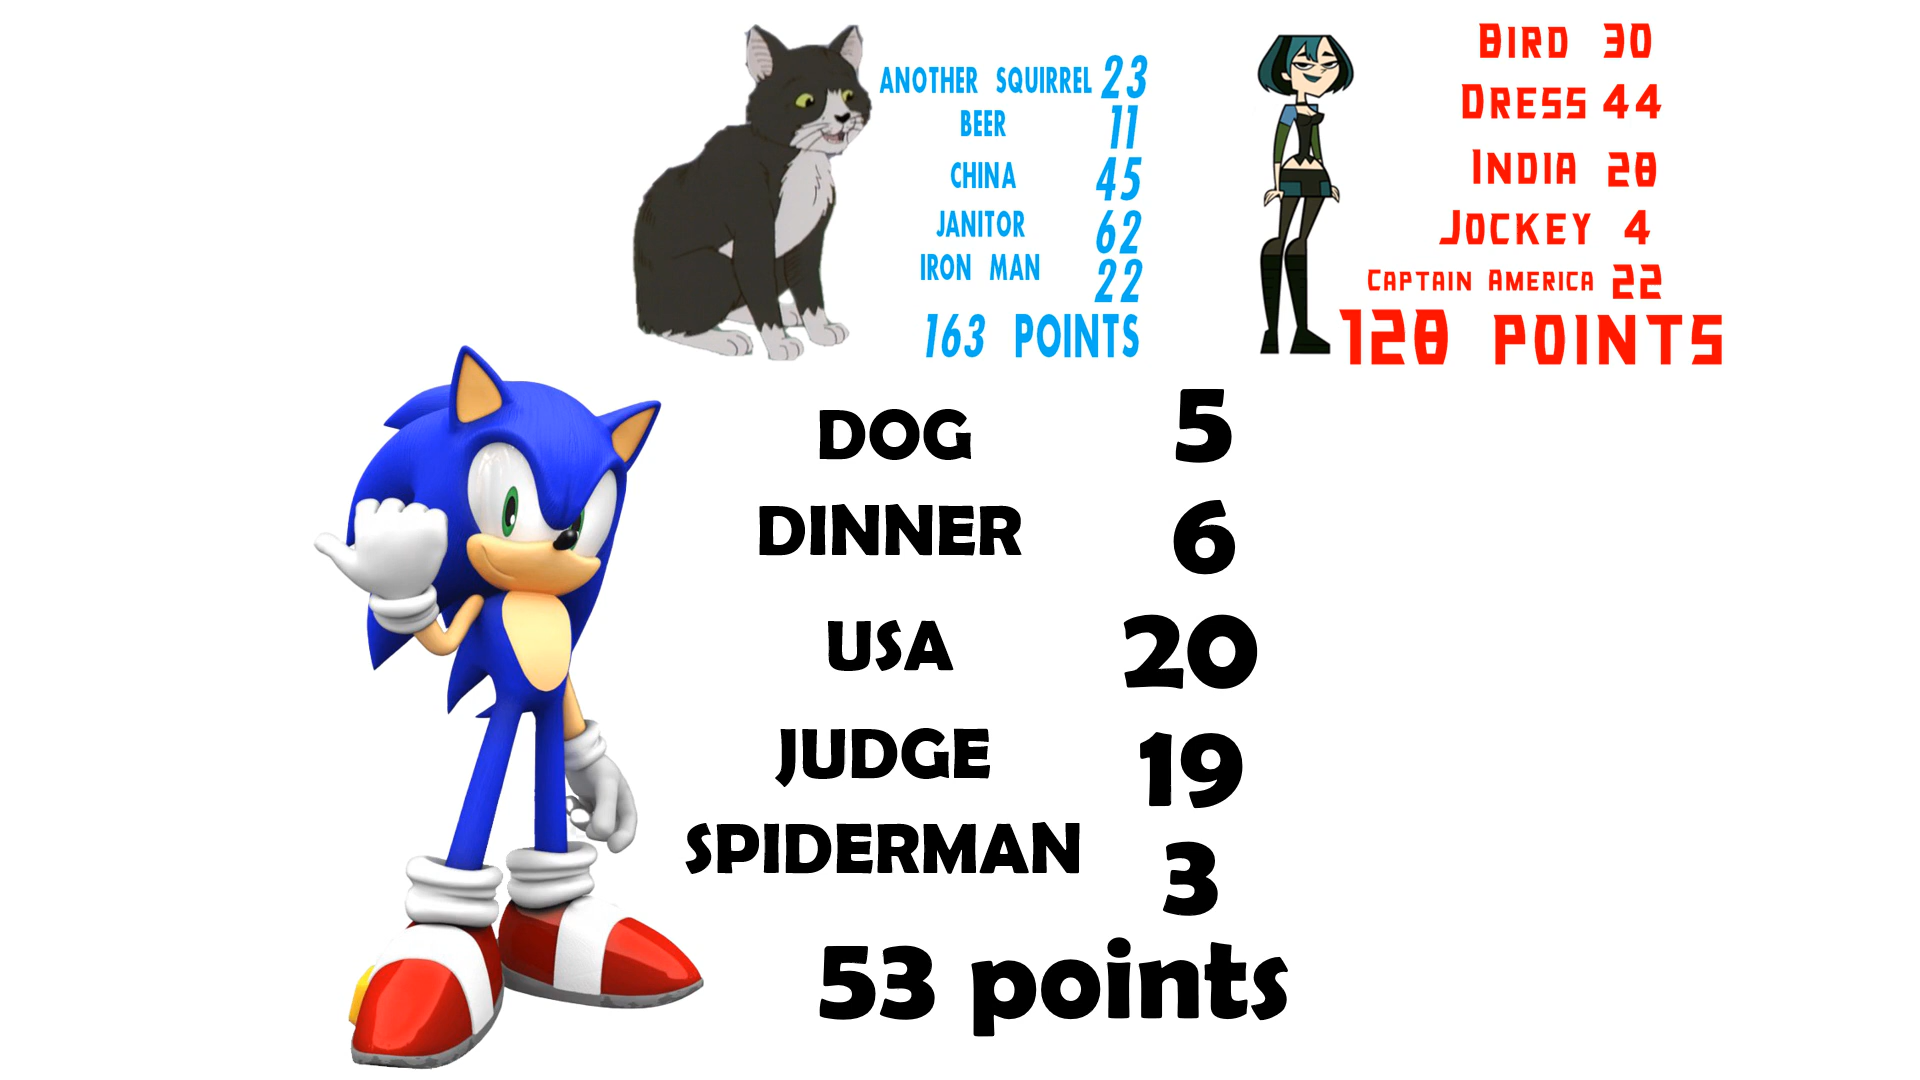 ANOTHER SQUIRREL 23
BEER 11
CHINA 45
JANITOR 62
IRON MAN 22
163 POINTS
BIRD 30
DRESS 44
INDIA 28
JOCKEY 4
CAPTAIN AMERICA 22
128 POINTS
DOG 5
DINNER 6
USA 20
JUDGE 19
SPIDERMAN 3
53 points